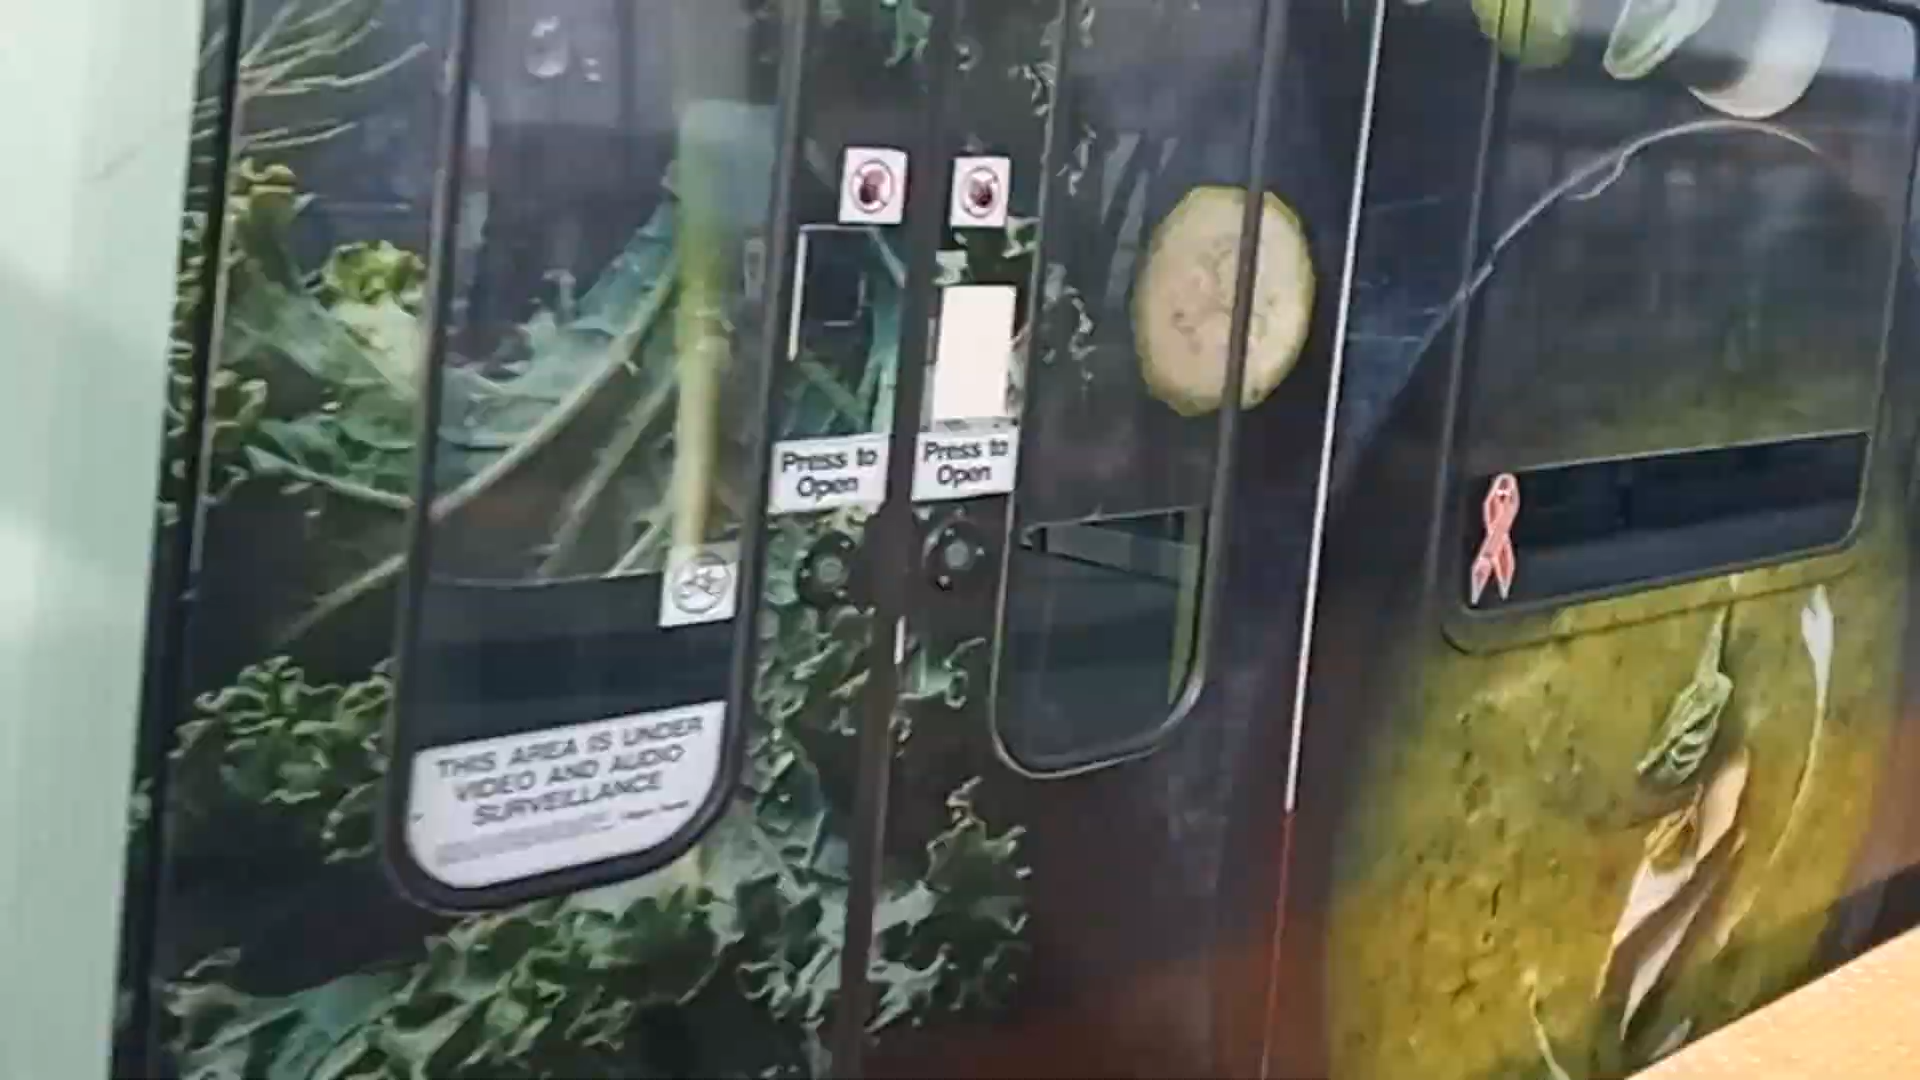 Press to
Open
Press to
Open
THIS AREA IS UNDER
VIDEO AND AUDIO
SURVEILLANCE